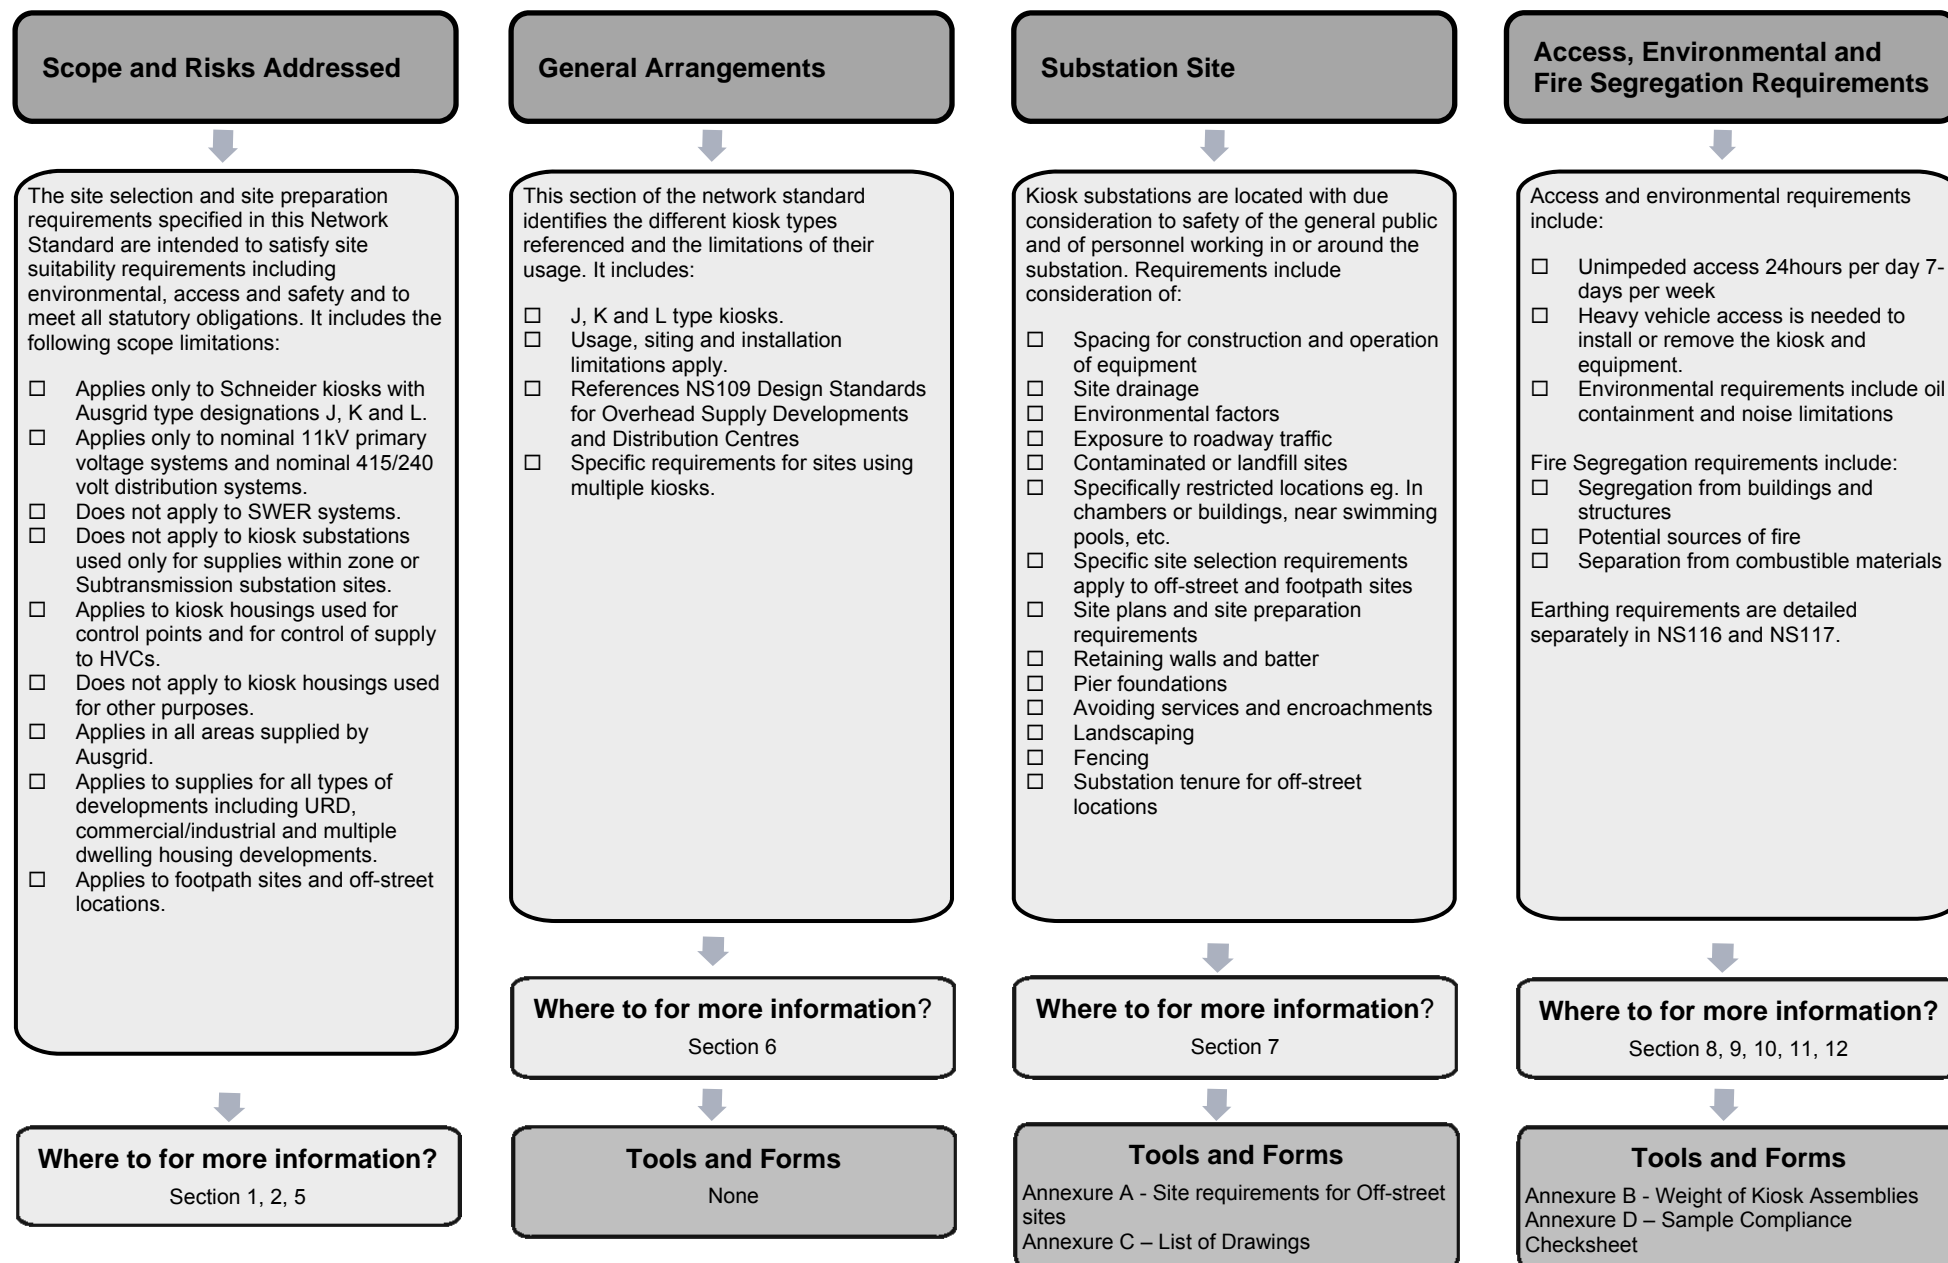 Scope and Risks Addressed
The site selection and site preparation
requirements specified in this Network
Standard are intended to satisfy site
suitability requirements including
environmental, access and safety and to
meet all statutory obligations. It includes the
following scope limitations:
☐ Applies only to Schneider kiosks with
Ausgrid type designations J, K and L.
☐ Applies only to nominal 11kV primary
voltage systems and nominal 415/240
volt distribution systems.
☐ Does not apply to SWER systems.
☐ Does not apply to kiosk substations
used only for supplies within zone or
Subtransmission substation sites.
☐ Applies to kiosk housings used for
control points and for control of supply
to HVCs.
☐ Does not apply to kiosk housings used
for other purposes.
☐ Applies in all areas supplied by
Ausgrid.
☐ Applies to supplies for all types of
developments including URD,
commercial/industrial and multiple
dwelling housing developments.
☐ Applies to footpath sites and off-street
locations.
Where to for more information?
Section 1, 2, 5
General Arrangements
This section of the network standard
identifies the different kiosk types
referenced and the limitations of their
usage. It includes:
☐ J, K and L type kiosks.
☐ Usage, siting and installation
limitations apply.
☐ References NS109 Design Standards
for Overhead Supply Developments
and Distribution Centres
☐ Specific requirements for sites using
multiple kiosks.
Where to for more information?
Section 6
Tools and Forms
None
Substation Site
Kiosk substations are located with due
consideration to safety of the general public
and of personnel working in or around the
substation. Requirements include
consideration of:
☐ Spacing for construction and operation
of equipment
☐ Site drainage
☐ Environmental factors
☐ Exposure to roadway traffic
☐ Contaminated or landfill sites
☐ Specifically restricted locations eg. In
chambers or buildings, near swimming
pools, etc.
☐ Specific site selection requirements
apply to off-street and footpath sites
☐ Site plans and site preparation
requirements
☐ Retaining walls and batter
☐ Pier foundations
☐ Avoiding services and encroachments
☐ Landscaping
☐ Fencing
☐ Substation tenure for off-street
locations
Where to for more information?
Section 7
Tools and Forms
Annexure A - Site requirements for Off-street
sites
Annexure C – List of Drawings
Access, Environmental and
Fire Segregation Requirements
Access and environmental requirements
include:
☐ Unimpeded access 24hours per day 7-
days per week
☐ Heavy vehicle access is needed to
install or remove the kiosk and
equipment.
☐ Environmental requirements include oil
containment and noise limitations
Fire Segregation requirements include:
☐ Segregation from buildings and
structures
☐ Potential sources of fire
☐ Separation from combustible materials
Earthing requirements are detailed
separately in NS116 and NS117.
Where to for more information?
Section 8, 9, 10, 11, 12
Tools and Forms
Annexure B - Weight of Kiosk Assemblies
Annexure D – Sample Compliance
Checksheet